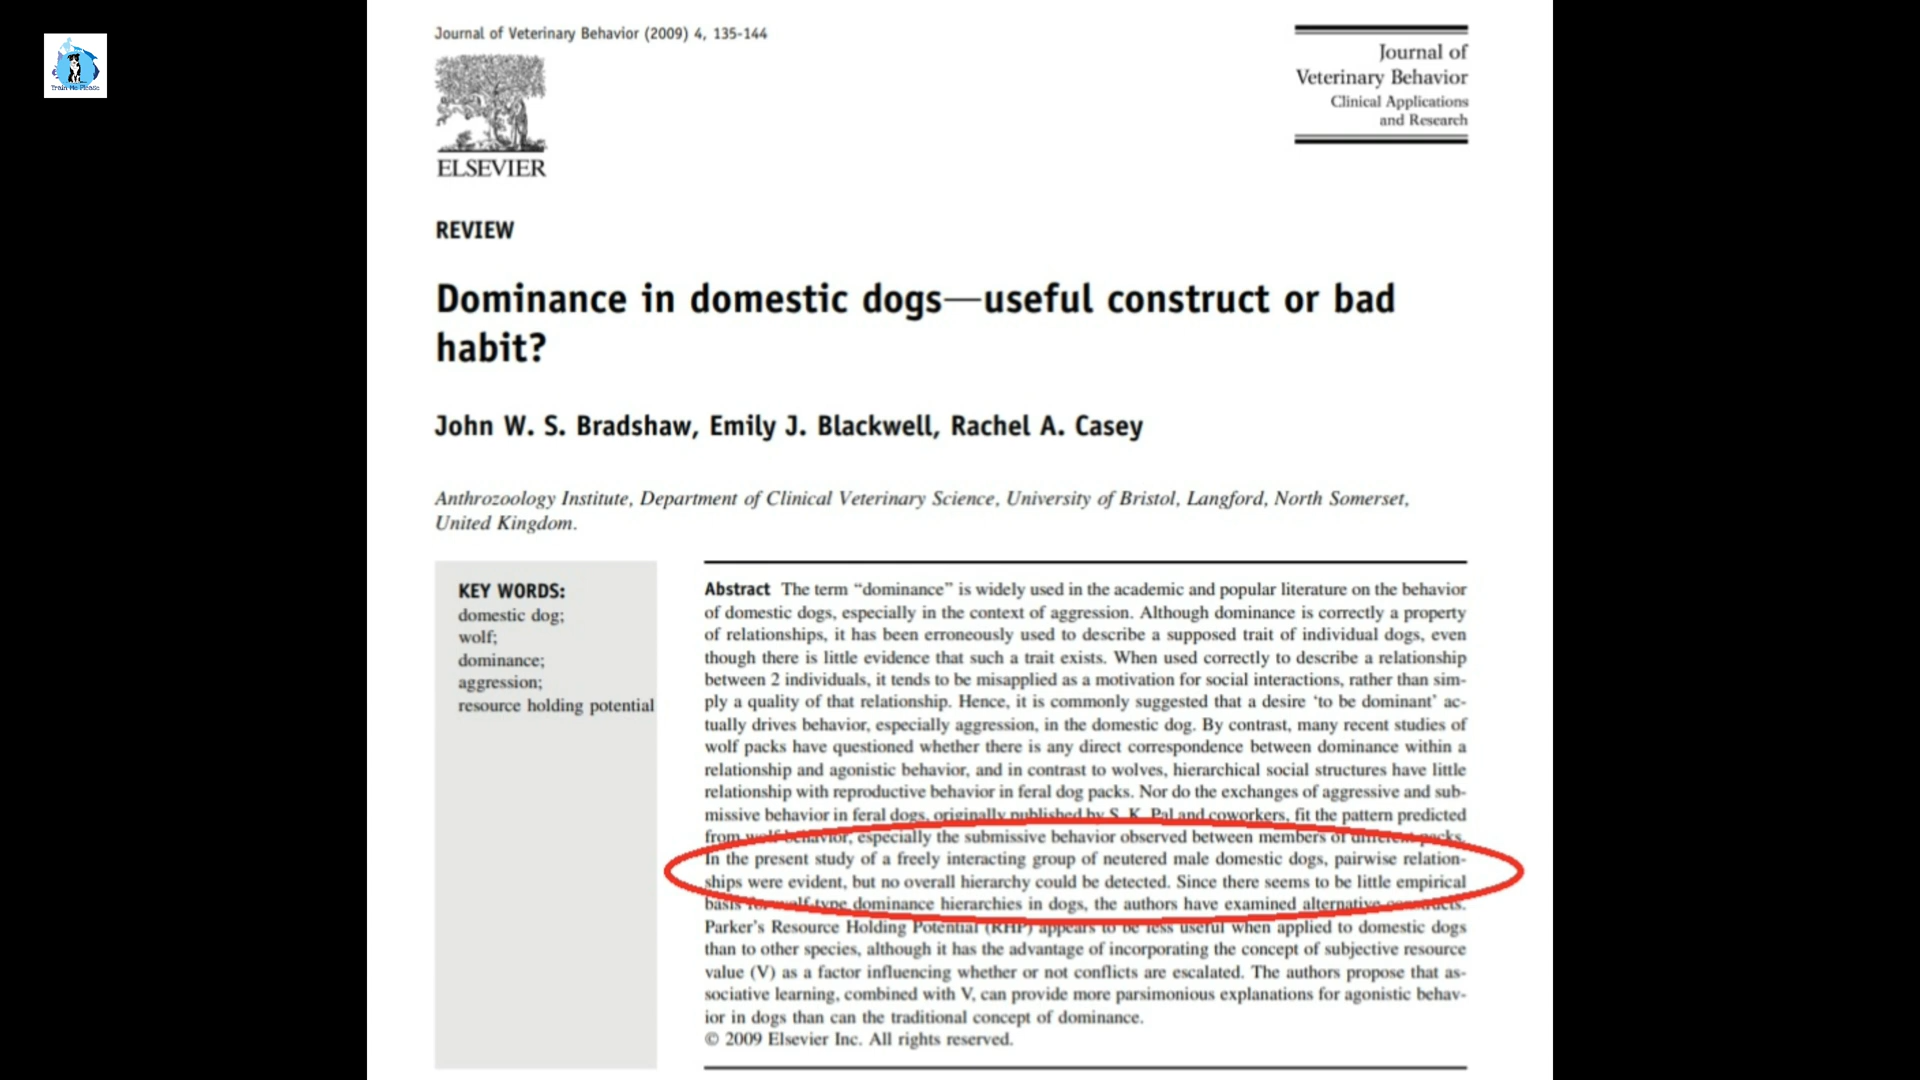 Journal of Veterinary Behavior (2009) 4, 135-144
Train Me Please
ELSEVIER
Journal of
Veterinary Behavior
Clinical Applications
and Research
REVIEW
Dominance in domestic dogs—useful construct or bad
habit?
John W. S. Bradshaw, Emily J. Blackwell, Rachel A. Casey
Anthrozoology Institute, Department of Clinical Veterinary Science, University of Bristol, Langford, North Somerset,
United Kingdom.
KEY WORDS:
domestic dog;
wolf;
dominance;
aggression;
resource holding potential
Abstract The term “dominance” is widely used in the academic and popular literature on the behavior
of domestic dogs, especially in the context of aggression. Although dominance is correctly a property
of relationships, it has been erroneously used to describe a supposed trait of individual dogs, even
though there is little evidence that such a trait exists. When used correctly to describe a relationship
between 2 individuals, it tends to be misapplied as a motivation for social interactions, rather than sim-
ply a quality of that relationship. Hence, it is commonly suggested that a desire ‘to be dominant’ ac-
tually drives behavior, especially aggression, in the domestic dog. By contrast, many recent studies of
wolf packs have questioned whether there is any direct correspondence between dominance within a
relationship and agonistic behavior, and in contrast to wolves, hierarchical social structures have little
relationship with reproductive behavior in feral dog packs. Nor do the exchanges of aggressive and sub-
missive behavior in feral dogs, originally published by S. K. Pal and coworkers, fit the pattern predicted
from wolf behavior, especially the submissive behavior observed between members of different packs.
In the present study of a freely interacting group of neutered male domestic dogs, pairwise relation-
ships were evident, but no overall hierarchy could be detected. Since there seems to be little empirical
basis for wolf-type dominance hierarchies in dogs, the authors have examined alternative constructs.
Parker’s Resource Holding Potential (RHP) appears to be less useful when applied to domestic dogs
than to other species, although it has the advantage of incorporating the concept of subjective resource
value (V) as a factor influencing whether or not conflicts are escalated. The authors propose that as-
sociative learning, combined with V, can provide more parsimonious explanations for agonistic behav-
ior in dogs than can the traditional concept of dominance.
© 2009 Elsevier Inc. All rights reserved.